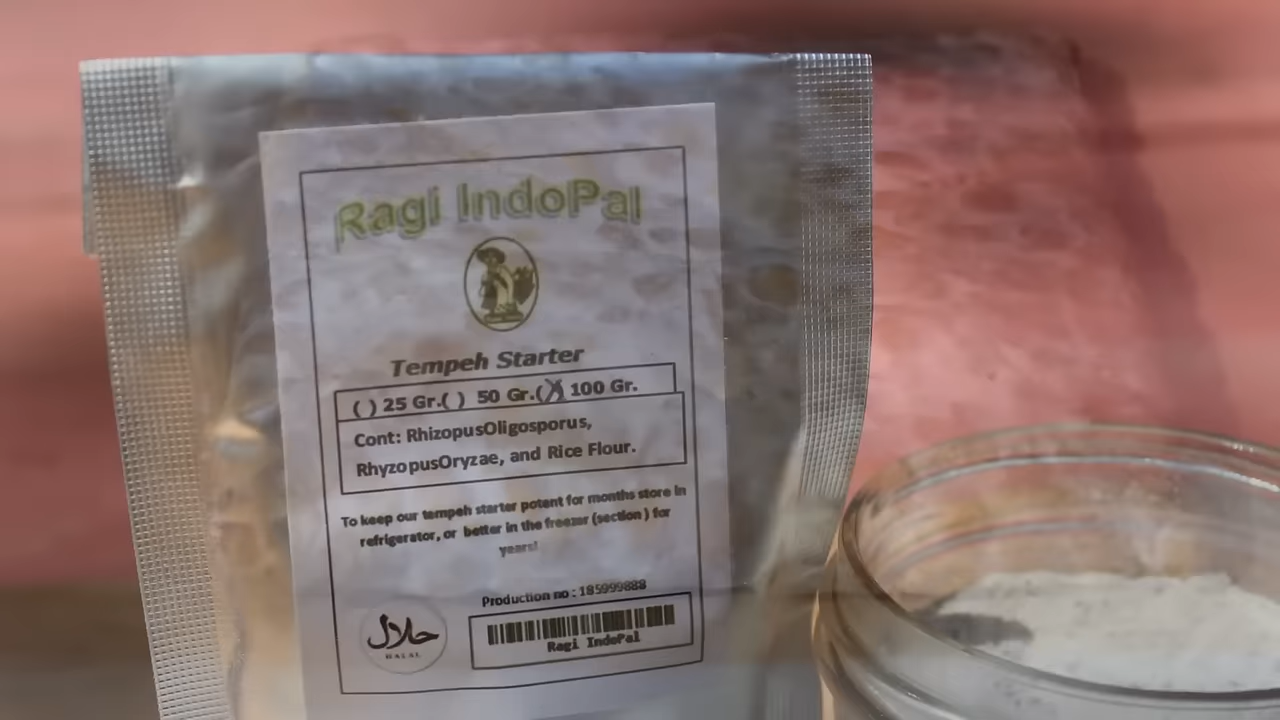 Ragi IndoPal
Tempeh Starter
( ) 25 Gr.( ) 50 Gr.(X) 100 Gr.
Cont: RhizopusOligosporus,
RhyzopusOryzae, and Rice Flour.
To keep our tempeh starter potent for months store in
refrigerator, or better in the freezer (section ) for
years!
Production no : 185999888
حلال
HALAL
Ragi IndoPal